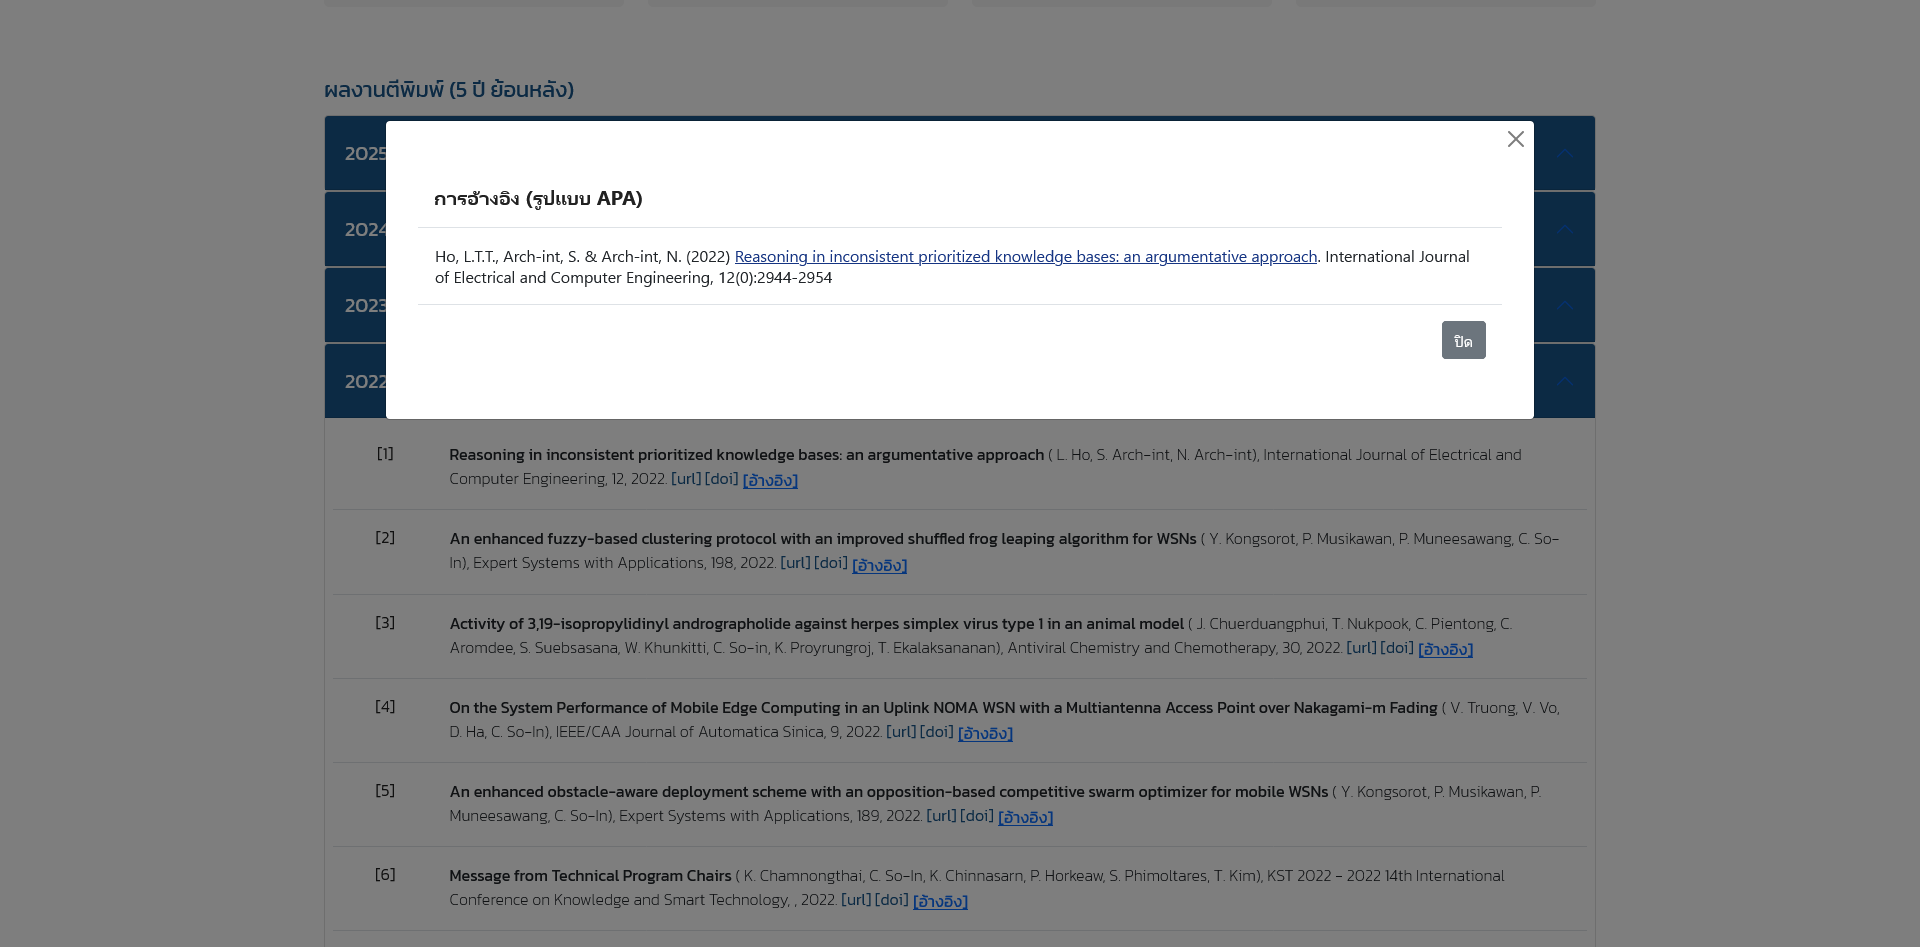 ผลงานตีพิมพ์ (5 ปี ย้อนหลัง)
2025
การอ้างอิง (รูปแบบ APA)
2024
Ho, L.T.T., Arch-int, S. & Arch-int, N. (2022) Reasoning in inconsistent prioritized knowledge bases: an argumentative approach. International Journal
of Electrical and Computer Engineering, 12(0):2944-2954
2023
ปิด
2022
[1] Reasoning in inconsistent prioritized knowledge bases: an argumentative approach ( L. Ho, S. Arch-int, N. Arch-int), International Journal of Electrical and
Computer Engineering, 12, 2022. [url] [doi] [อ้างอิง]
[2] An enhanced fuzzy-based clustering protocol with an improved shuffled frog leaping algorithm for WSNs ( Y. Kongsorot, P. Musikawan, P. Muneesawang, C. So-
In), Expert Systems with Applications, 198, 2022. [url] [doi] [อ้างอิง]
[3] Activity of 3,19-isopropylidinyl andrographolide against herpes simplex virus type 1 in an animal model ( J. Chuerduangphui, T. Nukpook, C. Pientong, C.
Aromdee, S. Suebsasana, W. Khunkitti, C. So-in, K. Proyrungroj, T. Ekalaksananan), Antiviral Chemistry and Chemotherapy, 30, 2022. [url] [doi] [อ้างอิง]
[4] On the System Performance of Mobile Edge Computing in an Uplink NOMA WSN with a Multiantenna Access Point over Nakagami-m Fading ( V. Truong, V. Vo,
D. Ha, C. So-In), IEEE/CAA Journal of Automatica Sinica, 9, 2022. [url] [doi] [อ้างอิง]
[5] An enhanced obstacle-aware deployment scheme with an opposition-based competitive swarm optimizer for mobile WSNs ( Y. Kongsorot, P. Musikawan, P.
Muneesawang, C. So-In), Expert Systems with Applications, 189, 2022. [url] [doi] [อ้างอิง]
[6] Message from Technical Program Chairs ( K. Chamnongthai, C. So-In, K. Chinnasarn, P. Horkeaw, S. Phimoltares, T. Kim), KST 2022 - 2022 14th International
Conference on Knowledge and Smart Technology, , 2022. [url] [doi] [อ้างอิง]